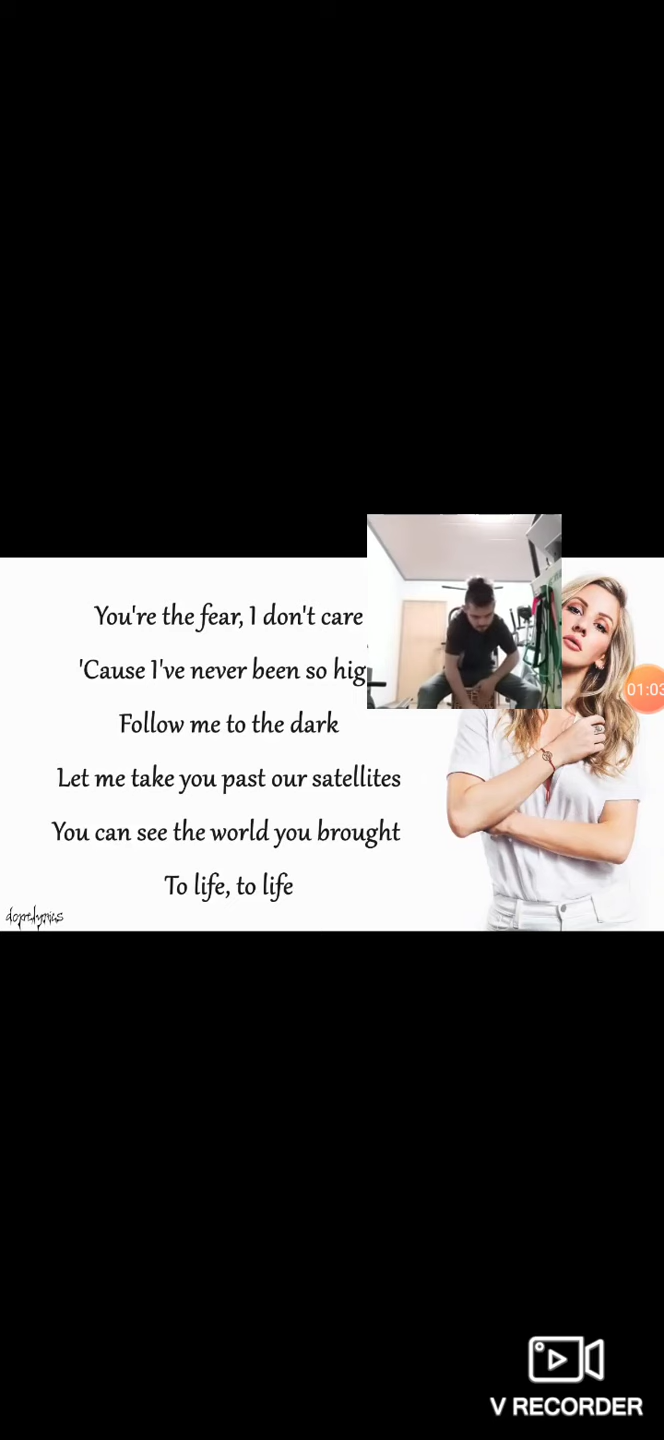 You're the fear, I don't care
'Cause I've never been so hig
Follow me to the dark
Let me take you past our satellites
You can see the world you brought
To life, to life
dopelyrics
01:03
V RECORDER